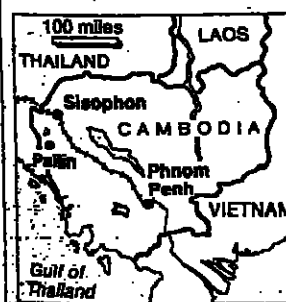 100 miles
LAOS
THAILAND
Sisophon
CAMBODIA
Pailin
Phnom
Penh
VIETNAM
Gulf of
Thailand